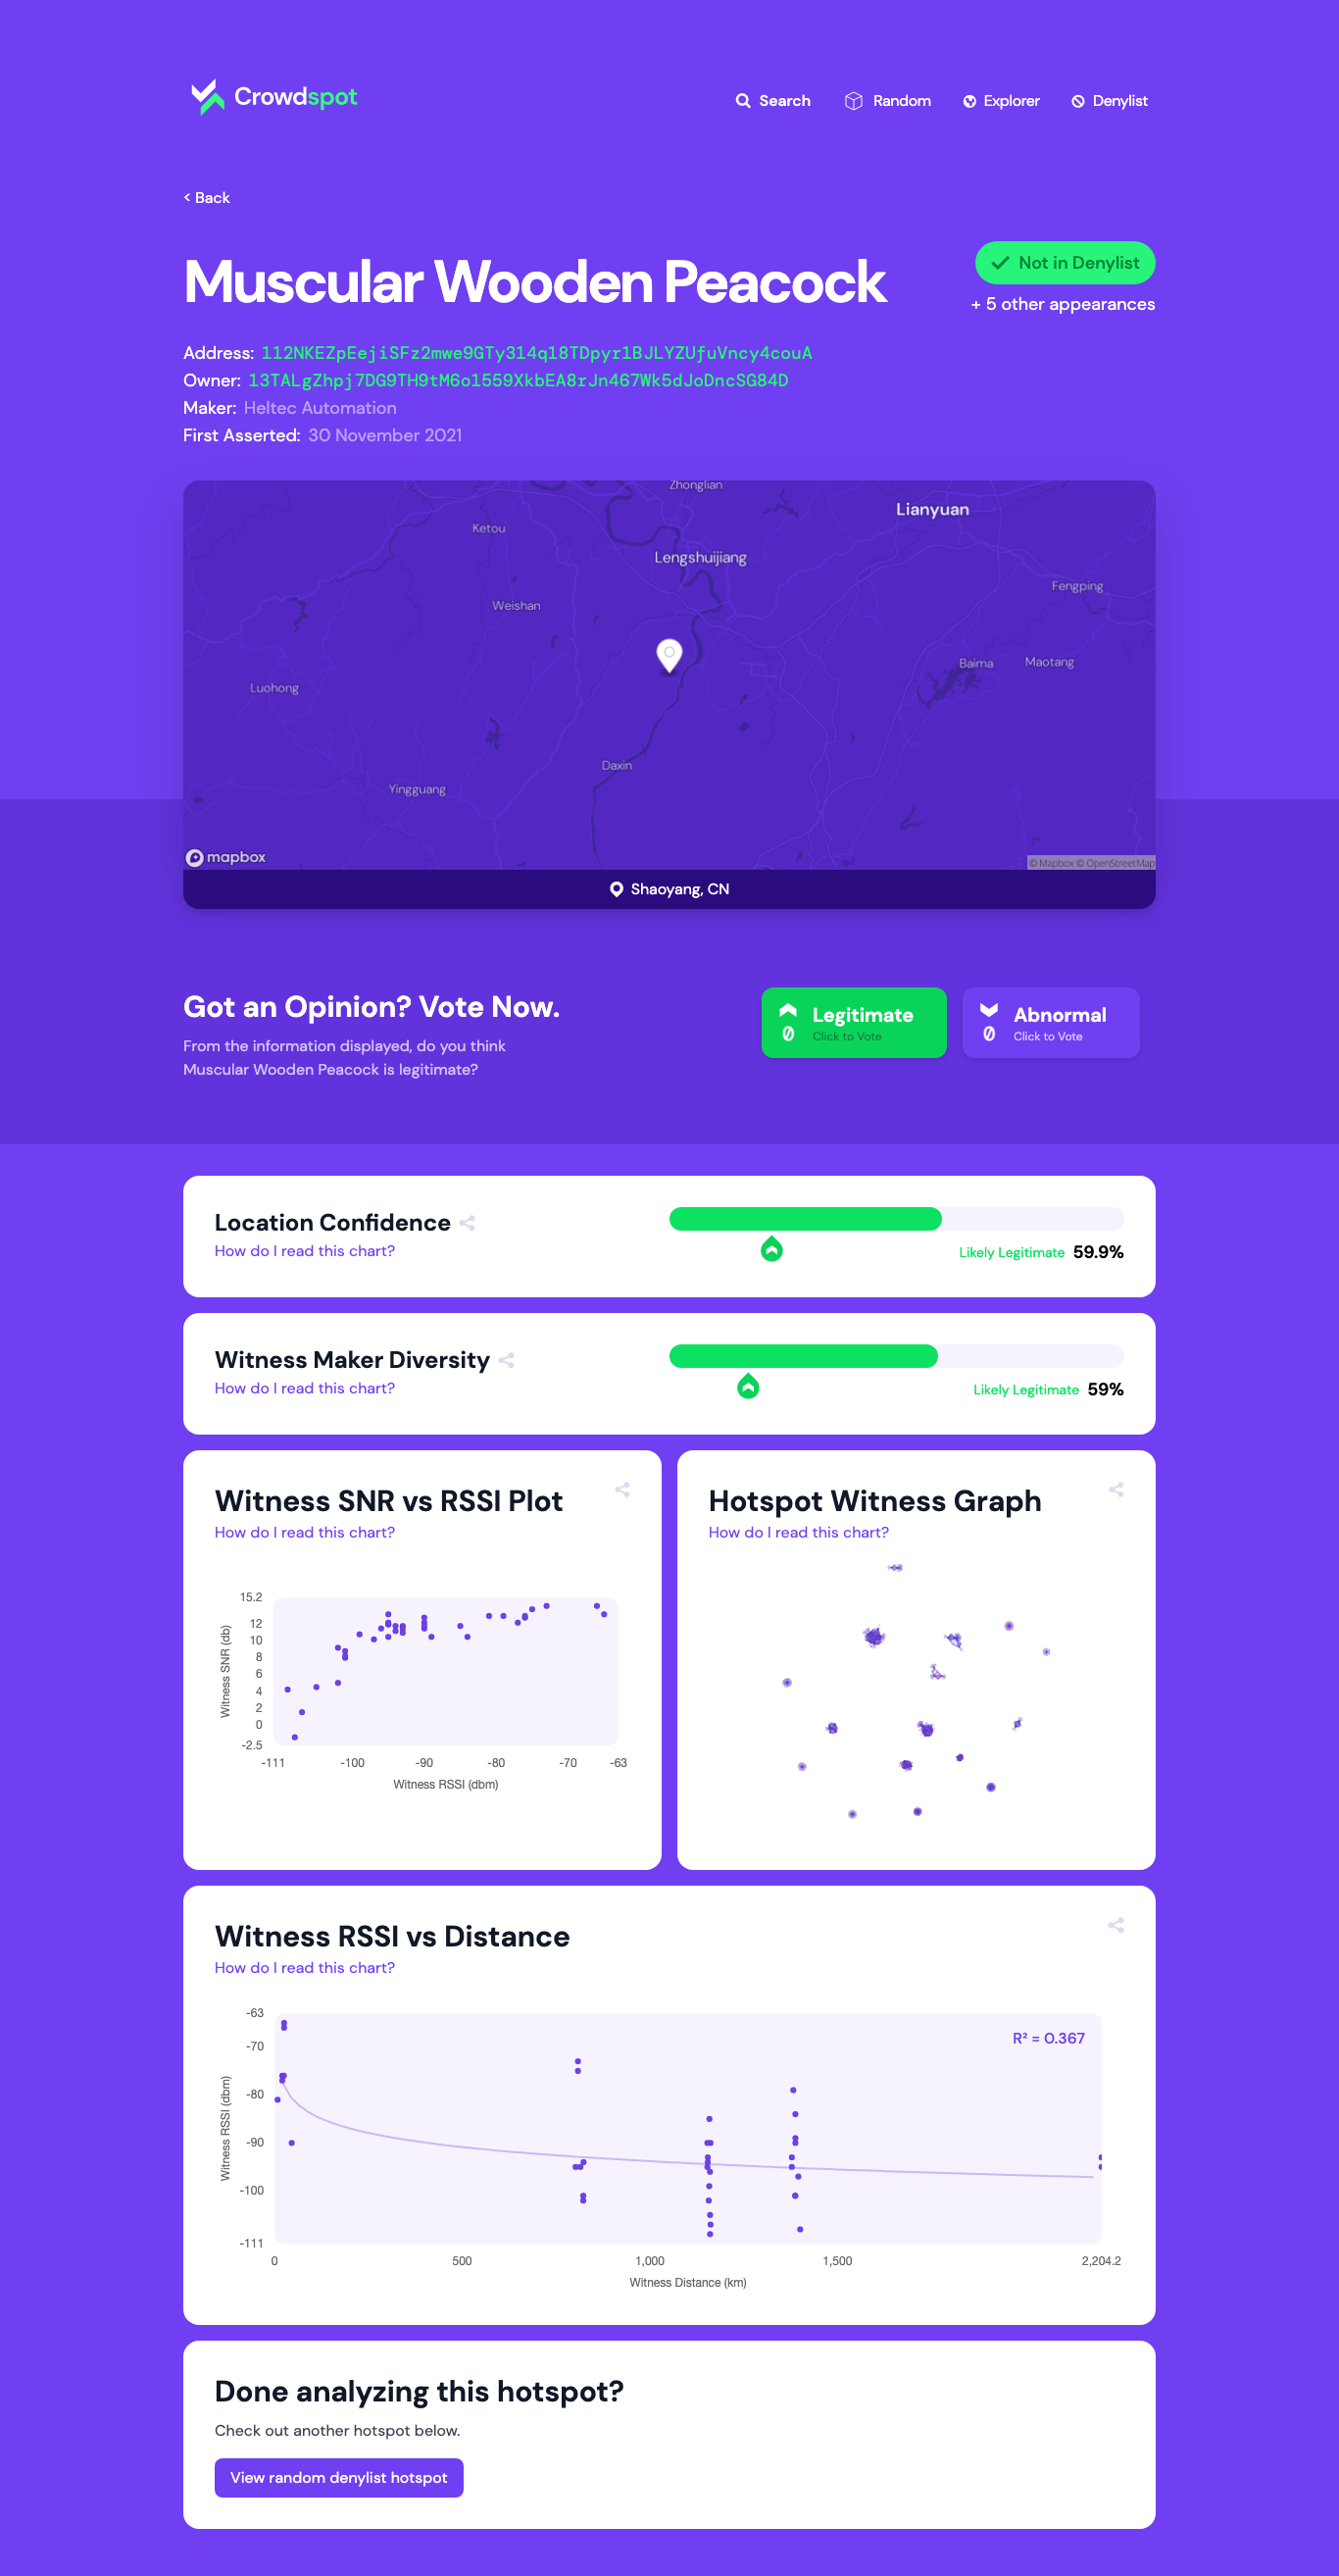 Crowdspot
Search
Random
Explorer
Denylist
< Back
Muscular Wooden Peacock
Not in Denylist
+ 5 other appearances
Address: 112NKEZpEejiSFz2mwe9GTy314q18TDpyr1BJLYZUfuVncy4couA
Owner: 13TALgZhpj7DG9TH9tM6o1559XkbEA8rJn467Wk5dJoDncSG84D
Maker: Heltec Automation
First Asserted: 30 November 2021
Zhonglian
Lianyuan
Ketou
Lengshuijiang
Fengping
Weishan
Baima
Maotang
Luohong
Daxin
Yingguang
mapbox
© Mapbox © OpenStreetMap
Shaoyang, CN
Got an Opinion? Vote Now.
From the information displayed, do you think
Muscular Wooden Peacock is legitimate?
Legitimate
0
Click to Vote
Abnormal
0
Click to Vote
Location Confidence
How do I read this chart?
Likely Legitimate 59.9%
Witness Maker Diversity
How do I read this chart?
Likely Legitimate 59%
Witness SNR vs RSSI Plot
How do I read this chart?
15.2
12
10
8
6
4
2
0
-2.5
Witness SNR (db)
-111
-100
-90
-80
-70
-63
Witness RSSI (dbm)
Hotspot Witness Graph
How do I read this chart?
Witness RSSI vs Distance
How do I read this chart?
R² = 0.367
-63
-70
-80
-90
-100
-111
Witness RSSI (dbm)
0
500
1,000
1,500
2,204.2
Witness Distance (km)
Done analyzing this hotspot?
Check out another hotspot below.
View random denylist hotspot